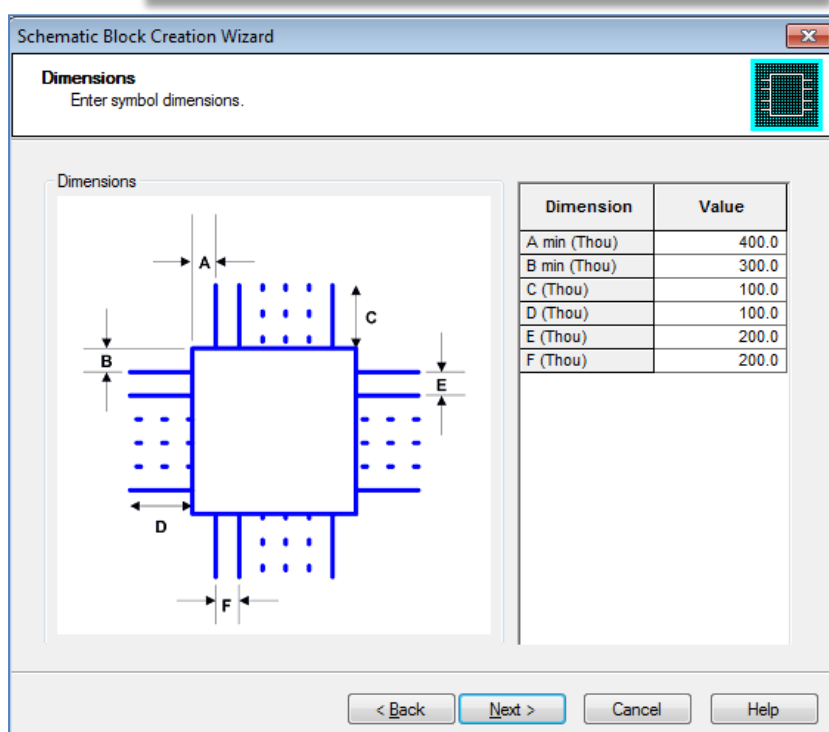 Schematic Block Creation Wizard
Dimensions
Enter symbol dimensions.
Dimensions
A
C
B
E
D
F
Dimension Value
A min (Thou) 400.0
B min (Thou) 300.0
C (Thou) 100.0
D (Thou) 100.0
E (Thou) 200.0
F (Thou) 200.0
< Back Next > Cancel Help